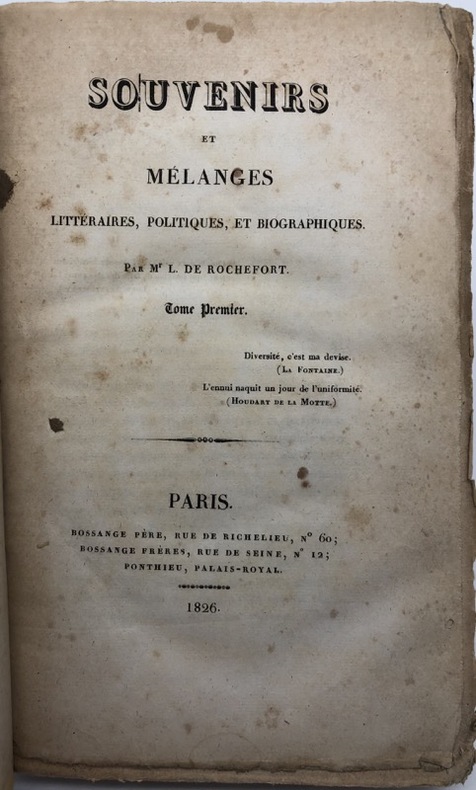 SOUVENIRS
ET
MÉLANGES
LITTÉRAIRES, POLITIQUES, ET BIOGRAPHIQUES.
PAR Mr L. DE ROCHEFORT.
Tome Premier.
Diversité, c'est ma devise.
(LA FONTAINE.)
L'ennui naquit un jour de l'uniformité.
(HOUDART DE LA MOTTE.)
PARIS.
BOSSANGE PÈRE, RUE DE RICHELIEU, N° 60;
BOSSANGE FRÈRES, RUE DE SEINE, N° 12;
PONTHIEU, PALAIS-ROYAL.
1826.